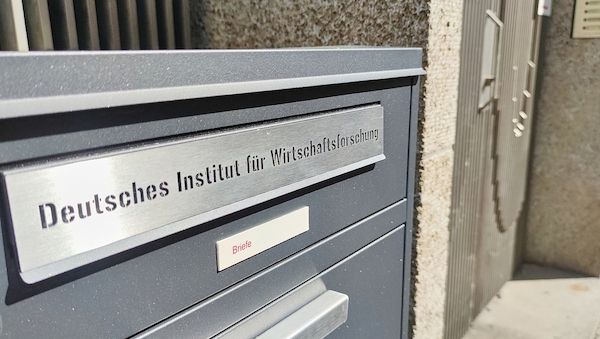 Deutsches Institut für Wirtschaftsforschung
Briefe